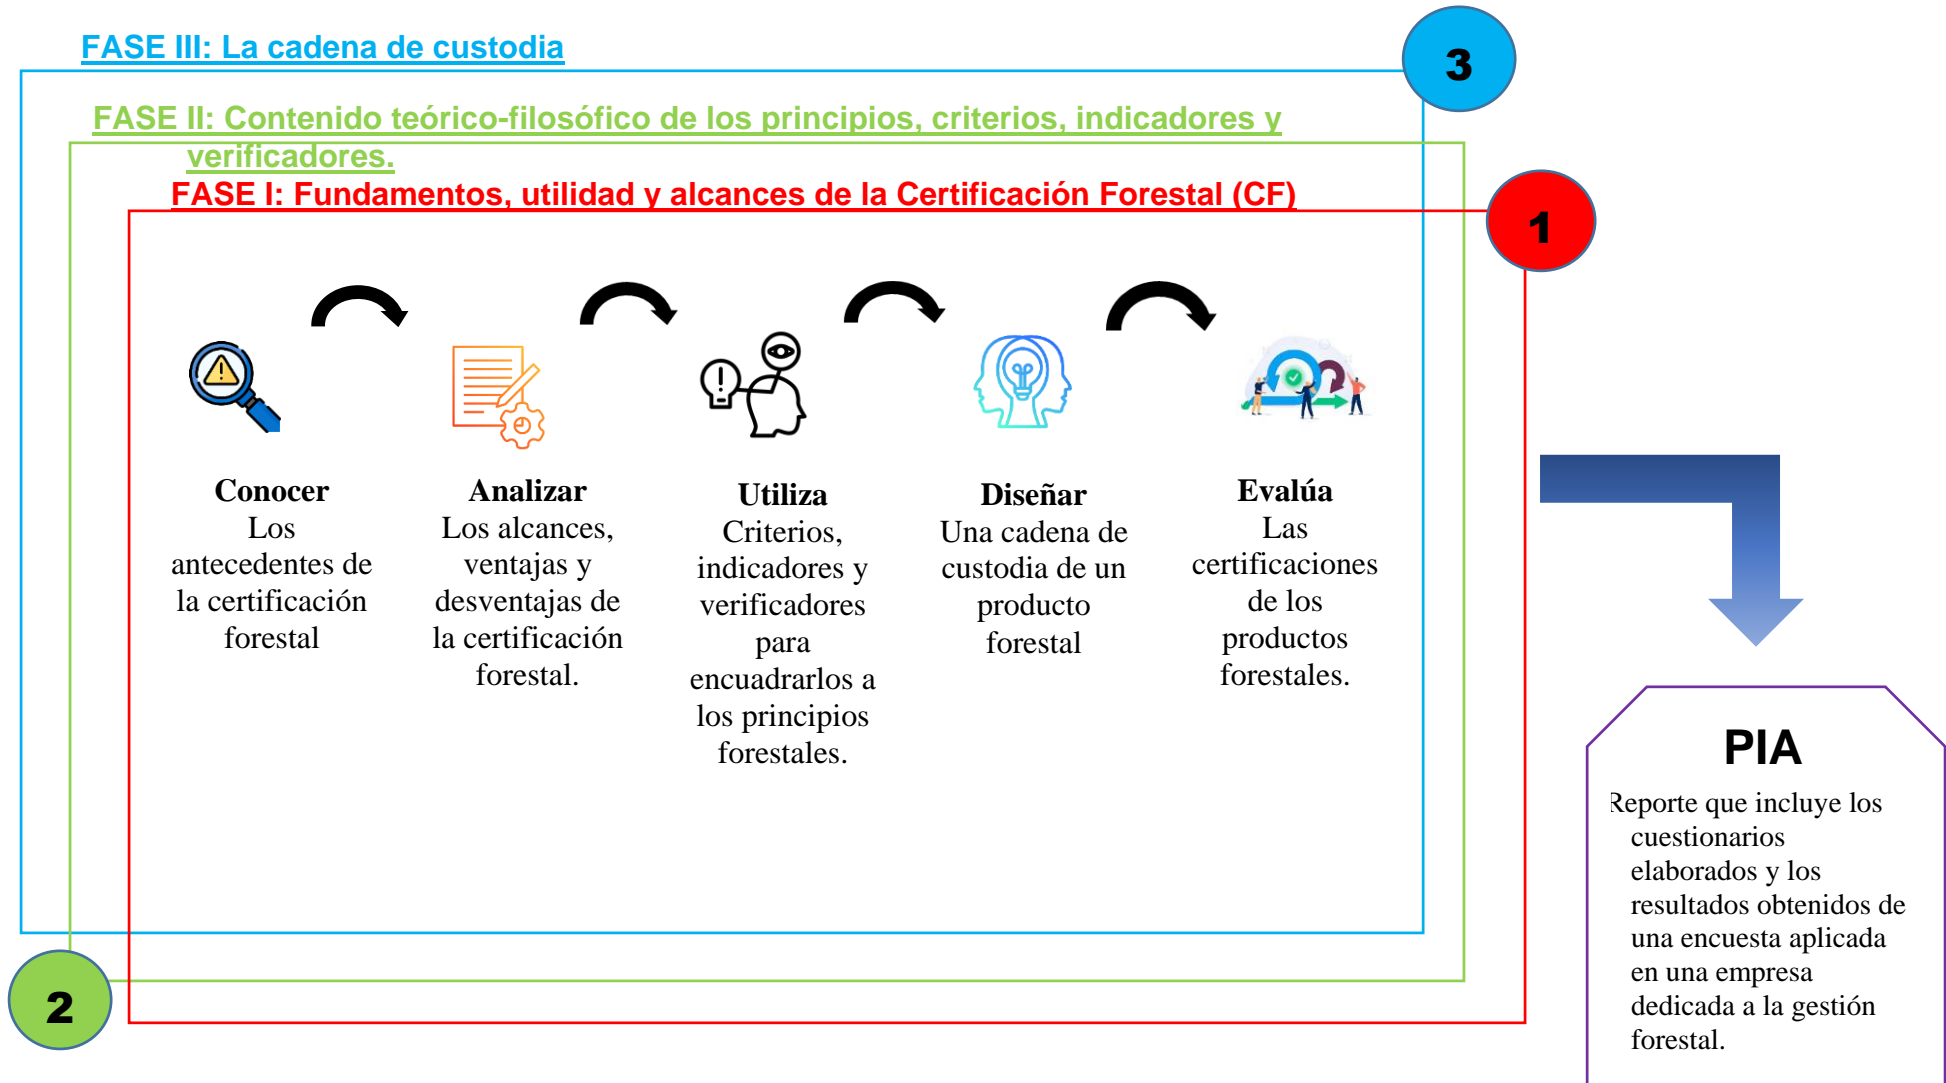 FASE III: La cadena de custodia
3
FASE II: Contenido teórico-filosófico de los principios, criterios, indicadores y
verificadores.
FASE I: Fundamentos, utilidad y alcances de la Certificación Forestal (CF)
1
Conocer
Los
antecedentes de
la certificación
forestal
Analizar
Los alcances,
ventajas y
desventajas de
la certificación
forestal.
Utiliza
Criterios,
indicadores y
verificadores
para
encuadrarlos a
los principios
forestales.
Diseñar
Una cadena de
custodia de un
producto
forestal
Evalúa
Las
certificaciones
de los
productos
forestales.
2
PIA
Reporte que incluye los
cuestionarios
elaborados y los
resultados obtenidos de
una encuesta aplicada
en una empresa
dedicada a la gestión
forestal.